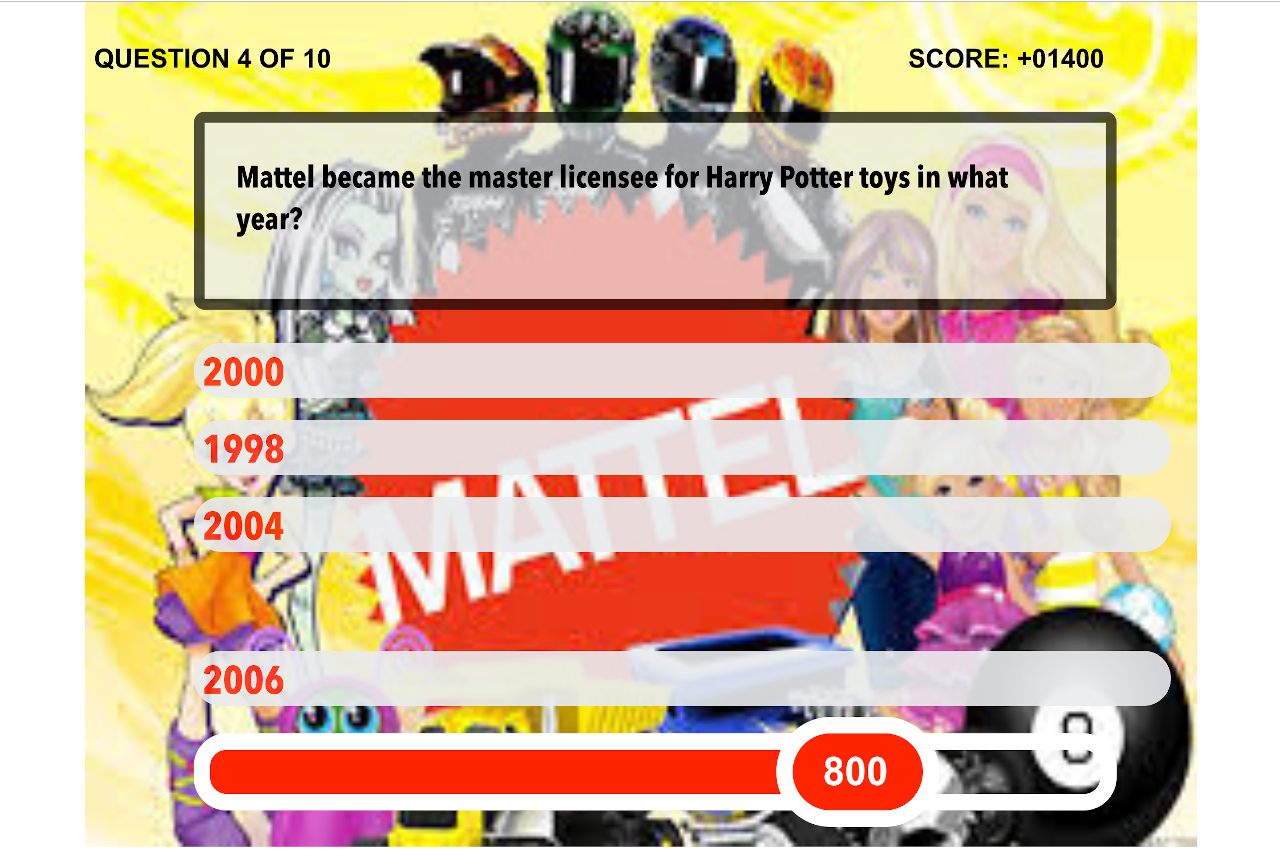 QUESTION 4 OF 10
SCORE: +01400
Mattel became the master licensee for Harry Potter toys in what
year?
2000
1998
2004
MATTEL
2006
800
8